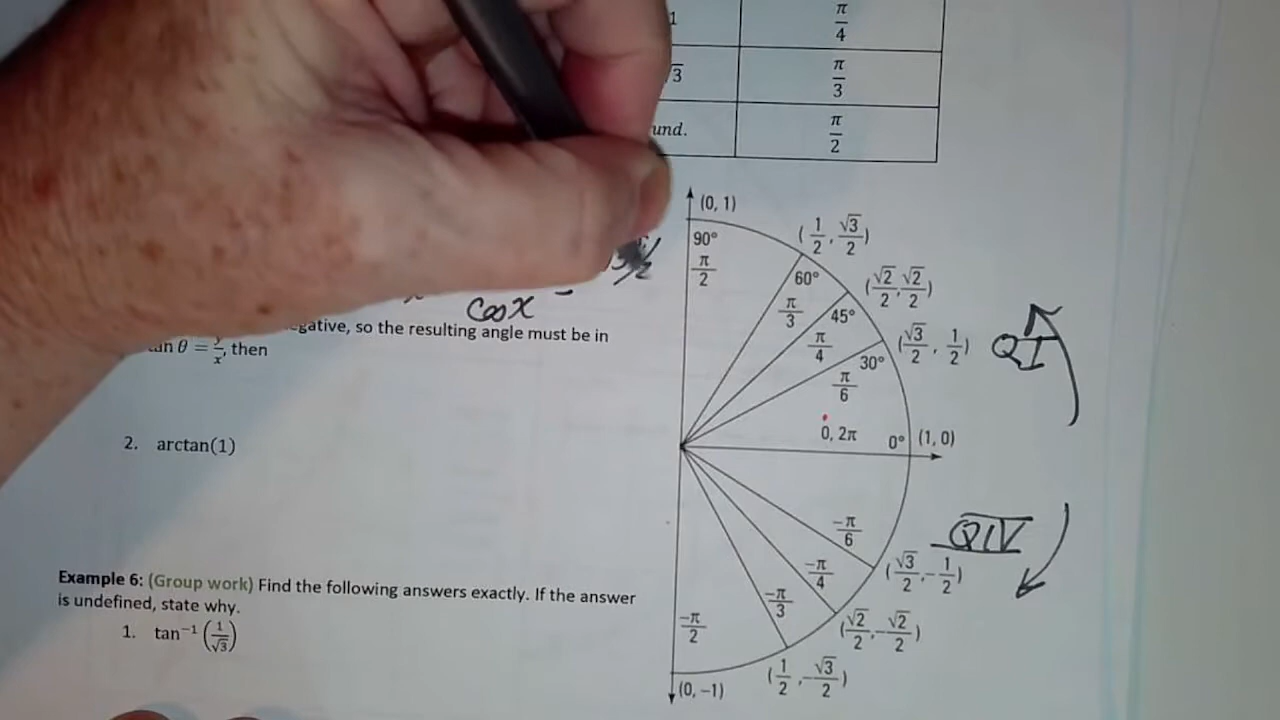 1
π/4
√3
π/3
und.
π/2
(0, 1)
90°
π/2
(1/2, √3/2)
60°
π/3
(√2/2, √2/2)
45°
π/4
(√3/2, 1/2)
30°
π/6
QI
0, 2π
0°
(1, 0)
cosx
so the resulting angle must be in
θ = y/x, then
2. arctan(1)
-π/6
QIV
(√3/2, -1/2)
-π/4
(√2/2, -√2/2)
-π/3
(1/2, -√3/2)
-π/2
(0, -1)
Example 6: (Group work) Find the following answers exactly. If the answer
is undefined, state why.
1. tan⁻¹(1/√3)